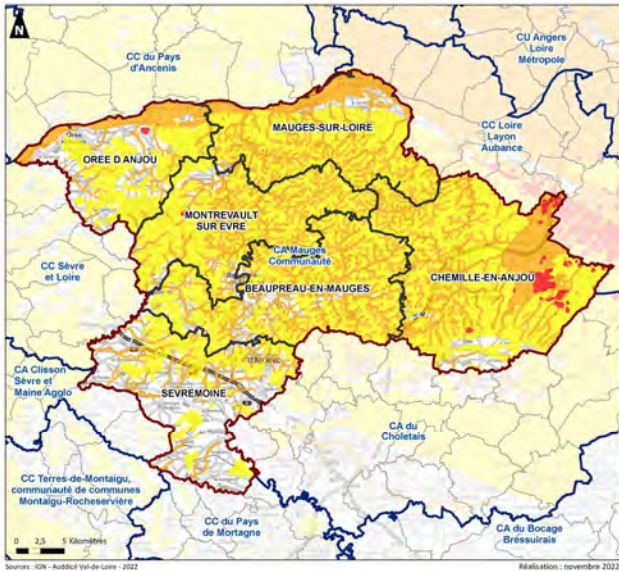 N
CC du Pays
d'Ancenis
CU Angers
Loire
Métropole
MAUGES-SUR-LOIRE
OREE D'ANJOU
CC Loire
Layon
Aubance
MONTREVAULT
SUR EVRE
CA Mauges
Communauté
CC Sèvre
et Loire
BEAUPREAU-EN-MAUGES
CHEMILLE-EN-ANJOU
CA Clisson
Sèvre et
Maine Agglo
SEVREMOINE
CA du
Choletais
CC Terres-de-Montaigu,
communauté de communes
Montaigu-Rocheservière
CC du Pays
de Mortagne
CA du Bocage
Bressuirais
0 2,5 5 Kilomètres
Sources : IGN - Auddicé Val-de-Loire - 2022
Réalisation : novembre 2022